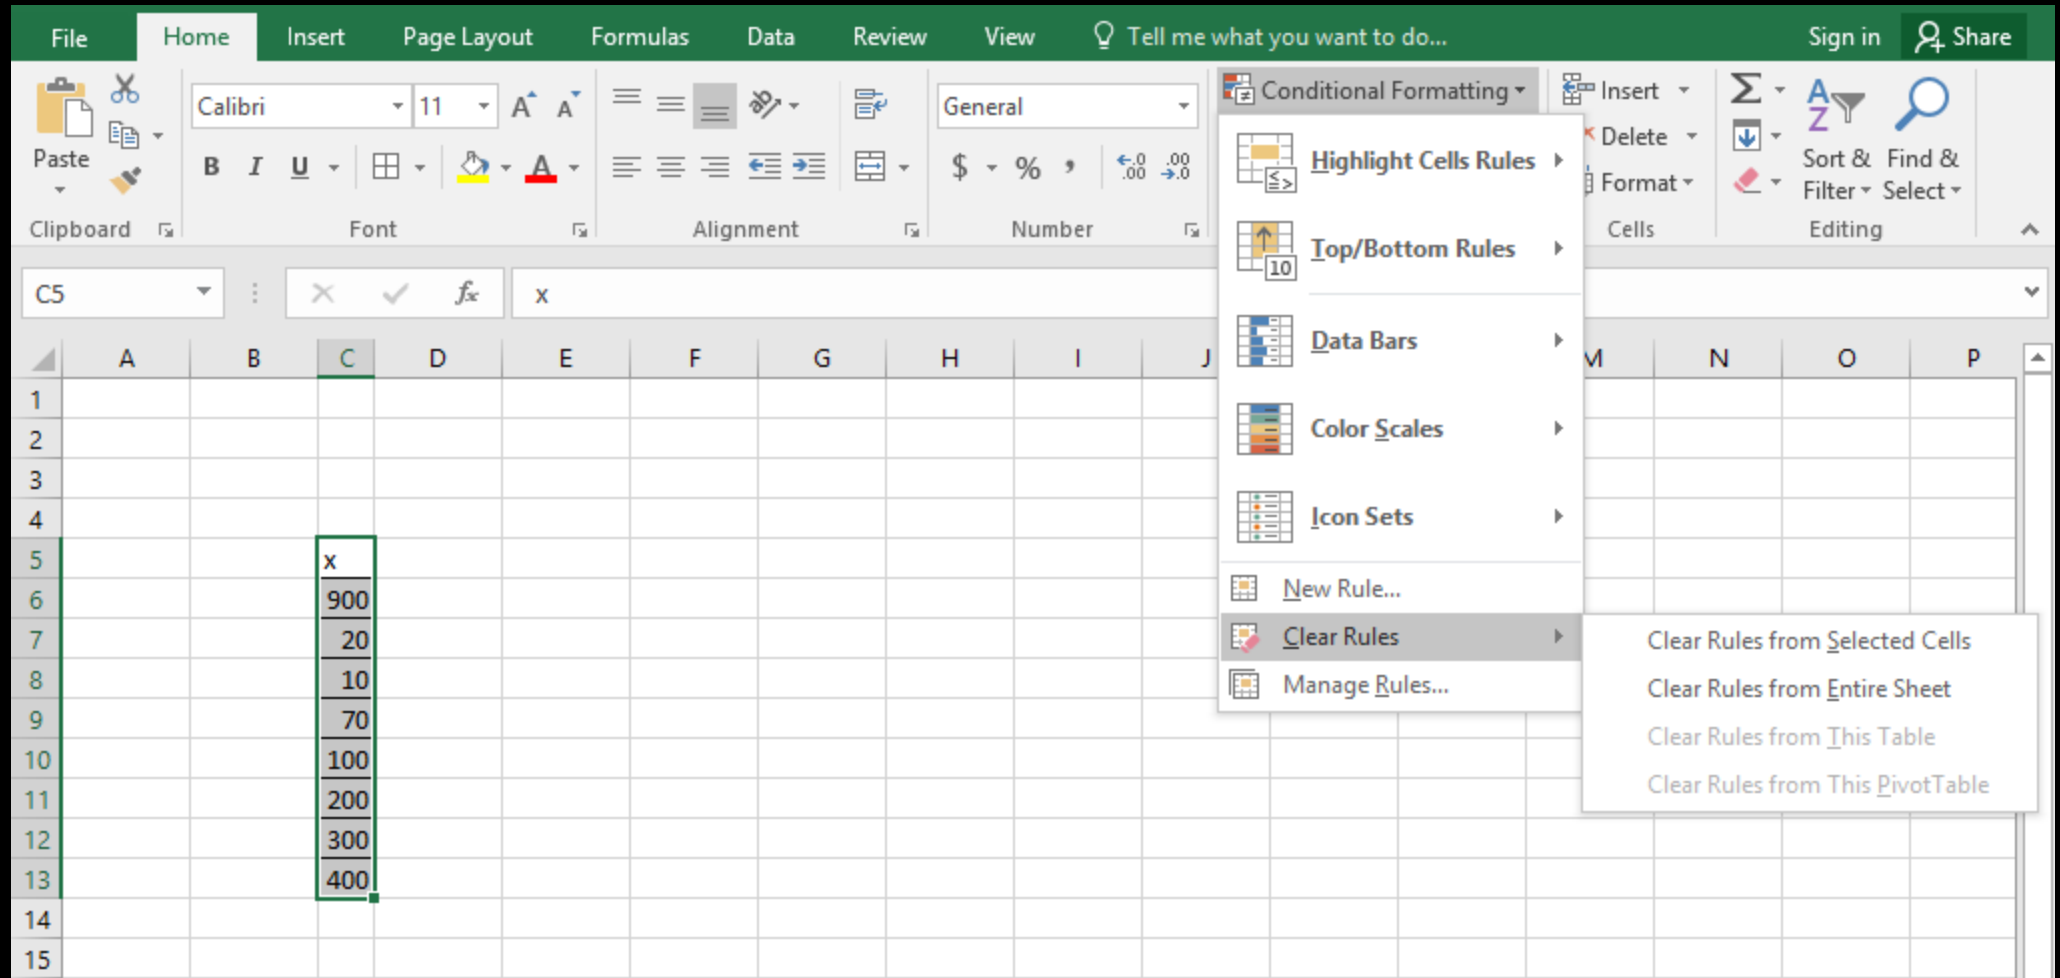 File Home Insert Page Layout Formulas Data Review View Tell me what you want to do... Sign in Share
Paste
Clipboard
Calibri 11
B I U A
Font
Alignment
General
$ % , .0 .00 .00 .0
Number
Conditional Formatting
Insert
Delete
Format
Cells
Sort & Filter
Find & Select
Editing
C5 fx x
A B C D E F G H I J M N O P
1
2
3
4
5 x
6 900
7 20
8 10
9 70
10 100
11 200
12 300
13 400
14
15
Highlight Cells Rules
Top/Bottom Rules
10
Data Bars
Color Scales
Icon Sets
New Rule...
Clear Rules
Manage Rules...
Clear Rules from Selected Cells
Clear Rules from Entire Sheet
Clear Rules from This Table
Clear Rules from This PivotTable